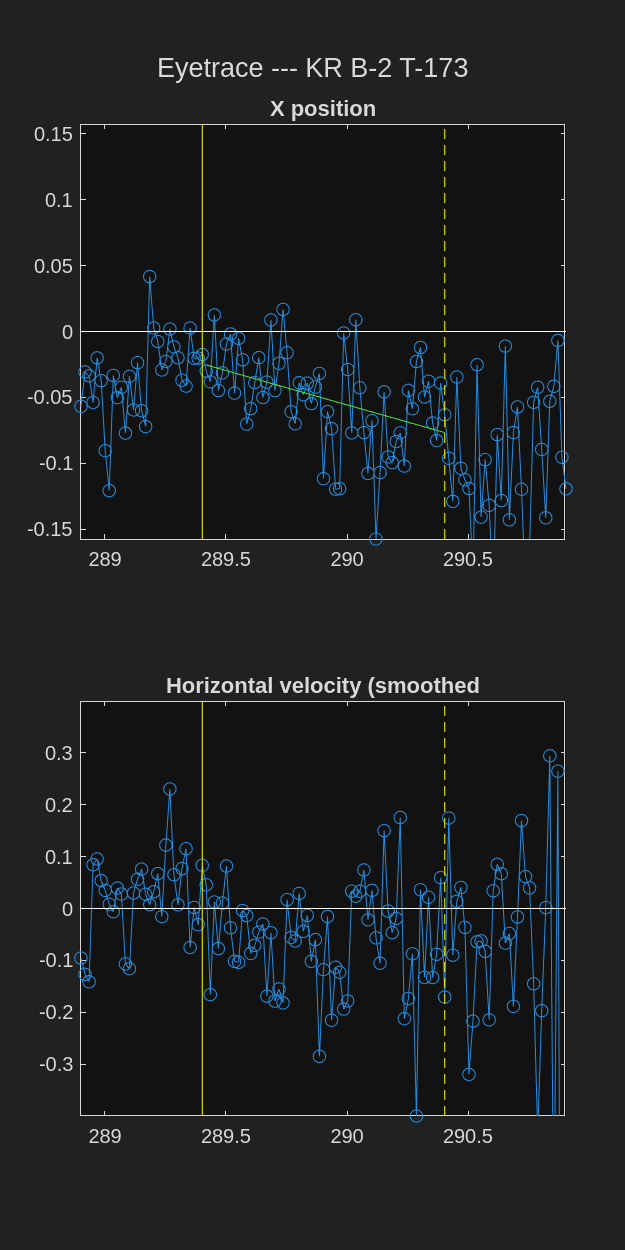 Eyetrace --- KR B-2 T-173
X position
0.15
0.1
0.05
0
-0.05
-0.1
-0.15
289 289.5 290 290.5
Horizontal velocity (smoothed
0.3
0.2
0.1
0
-0.1
-0.2
-0.3
289 289.5 290 290.5